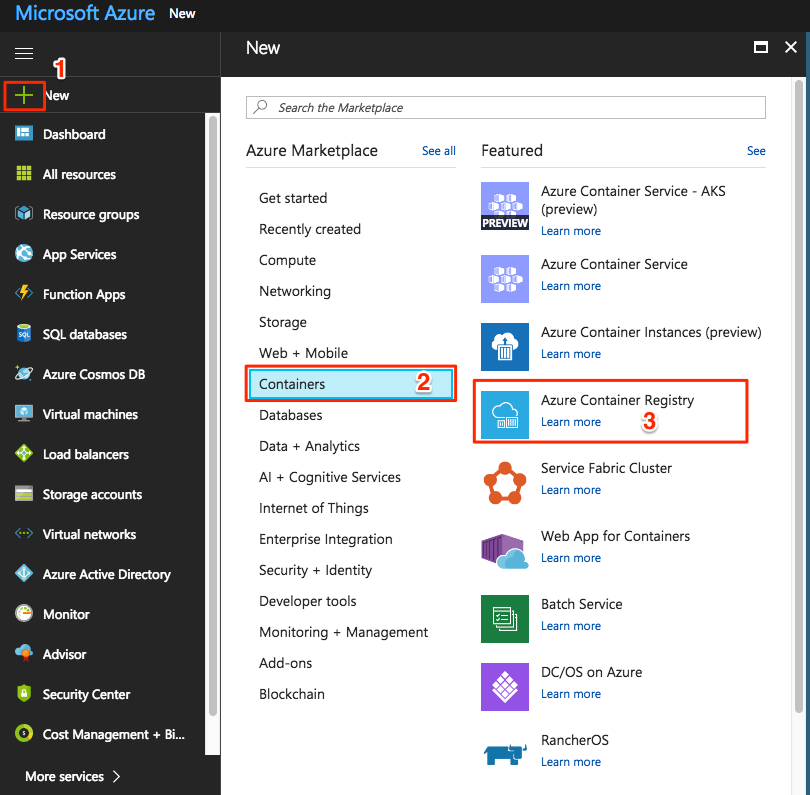 Microsoft Azure New
1
New
Dashboard
All resources
Resource groups
App Services
Function Apps
SQL
SQL databases
Azure Cosmos DB
Virtual machines
Load balancers
Storage accounts
Virtual networks
Azure Active Directory
Monitor
Advisor
Security Center
Cost Management + Bi...
More services
New
Search the Marketplace
Azure Marketplace See all
Get started
Recently created
Compute
Networking
Storage
Web + Mobile
Containers 2
Databases
Data + Analytics
AI + Cognitive Services
Internet of Things
Enterprise Integration
Security + Identity
Developer tools
Monitoring + Management
Add-ons
Blockchain
Featured See
Azure Container Service - AKS
(preview)
PREVIEW
Learn more
Azure Container Service
Learn more
Azure Container Instances (preview)
Learn more
Azure Container Registry
Learn more 3
Service Fabric Cluster
Learn more
Web App for Containers
Learn more
Batch Service
Learn more
DC/OS on Azure
Learn more
RancherOS
Learn more